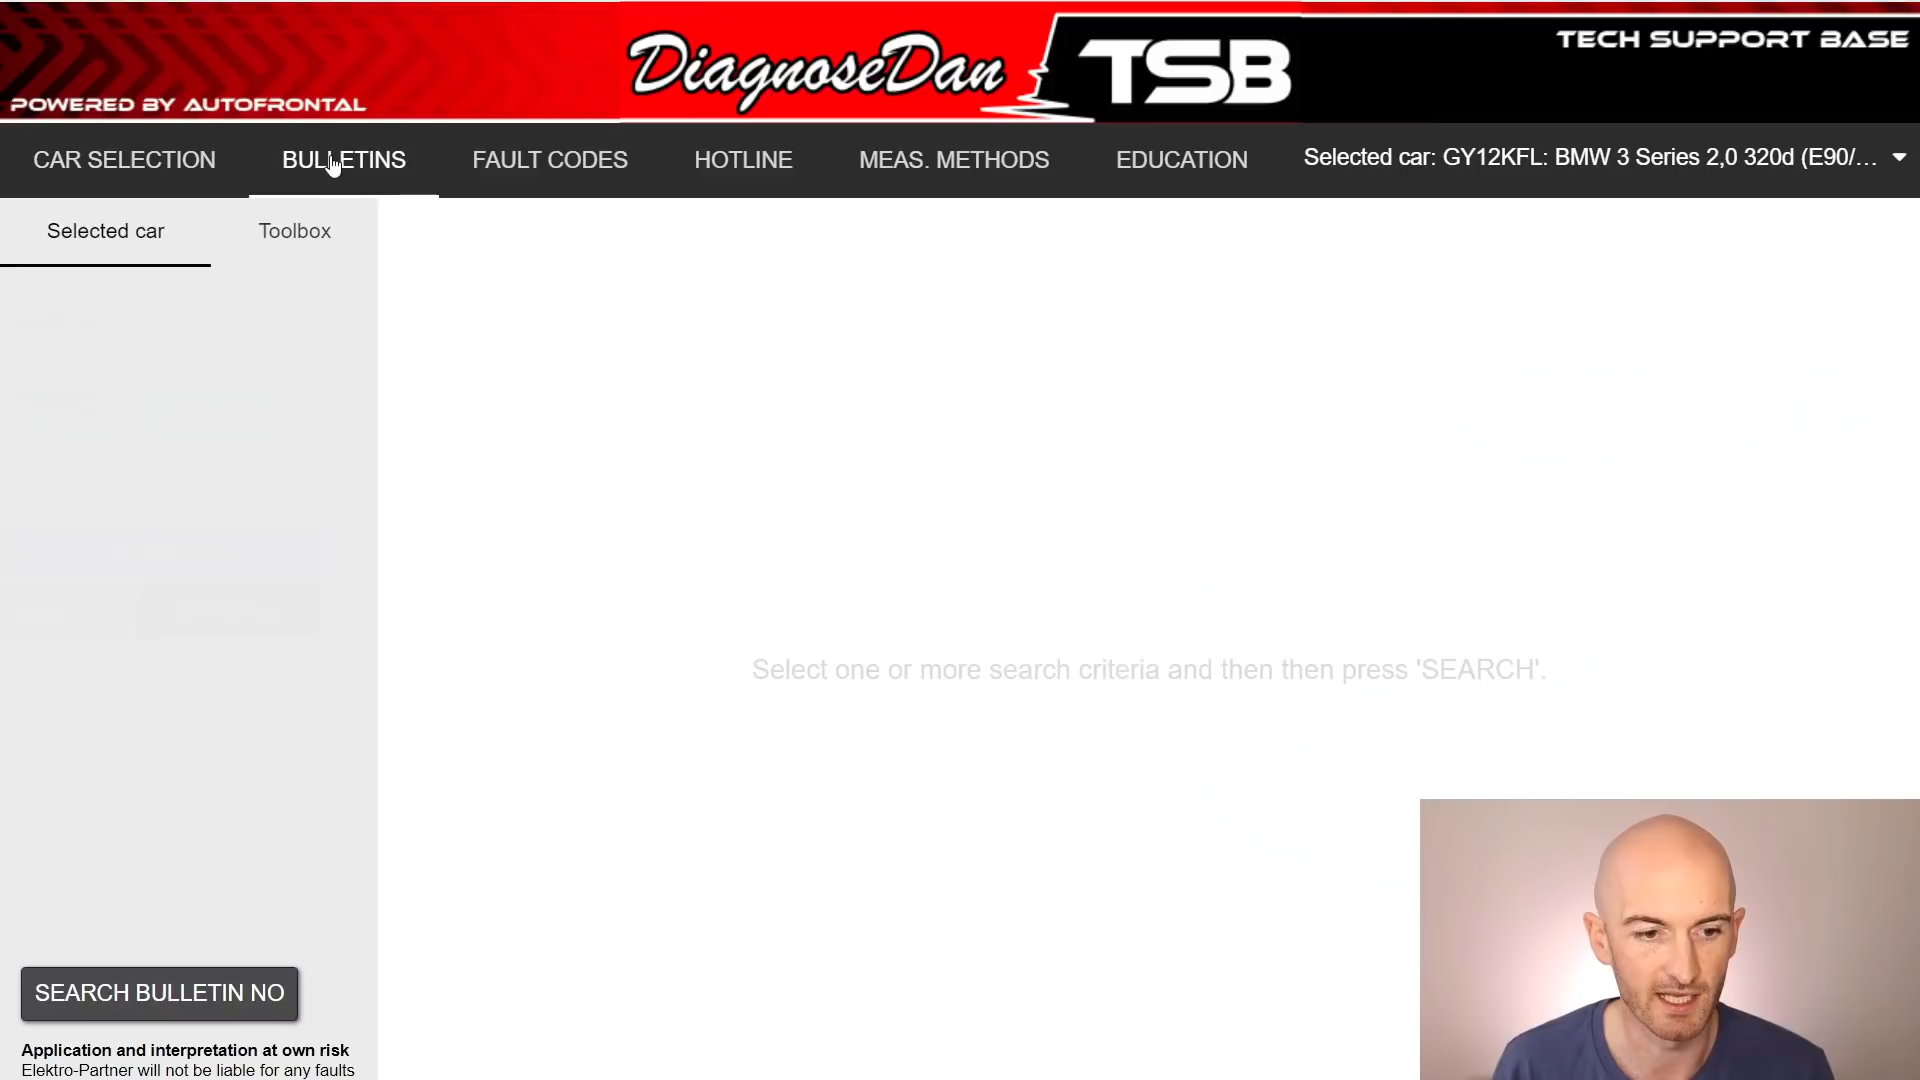 DiagnoseDan TSB
TECH SUPPORT BASE
POWERED BY AUTOFRONTAL
CAR SELECTION
BULLETINS
FAULT CODES
HOTLINE
MEAS. METHODS
EDUCATION
Selected car: GY12KFL: BMW 3 Series 2,0 320d (E90/...
Selected car
Toolbox
Select one or more search criteria and then then press 'SEARCH'.
SEARCH BULLETIN NO
Application and interpretation at own risk
Elektro-Partner will not be liable for any faults